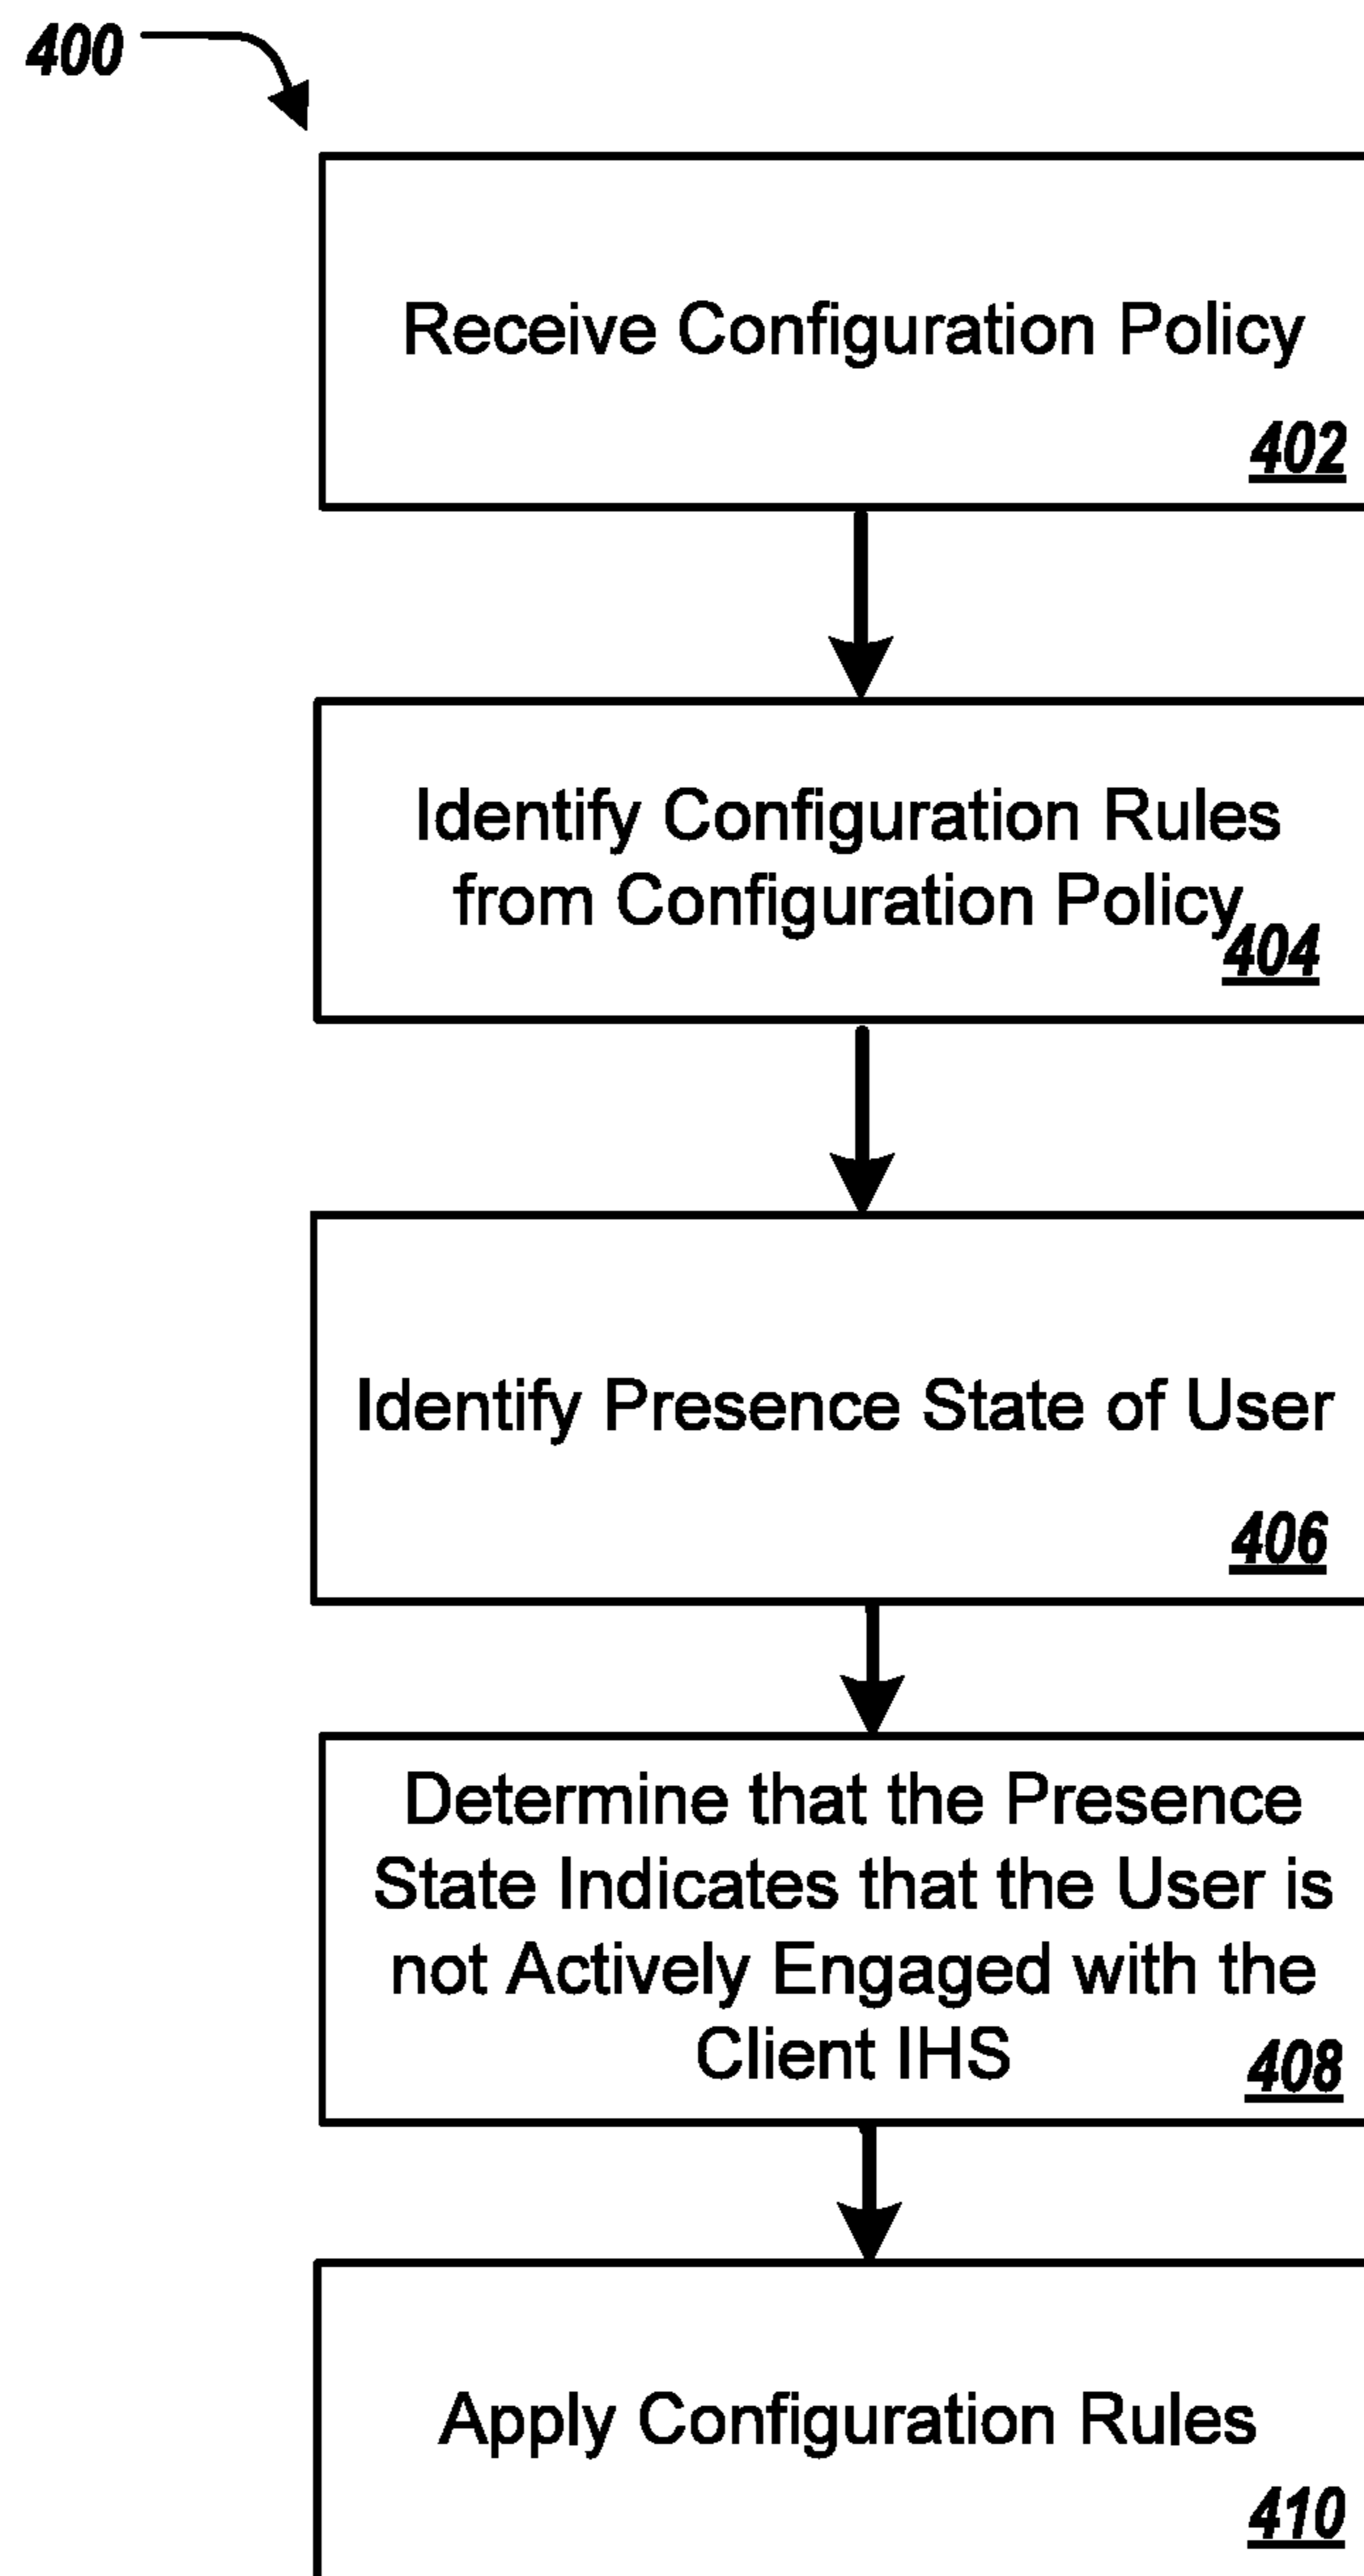 400
Receive Configuration Policy
402
Identify Configuration Rules
from Configuration Policy
404
Identify Presence State of User
406
Determine that the Presence
State Indicates that the User is
not Actively Engaged with the
Client IHS
408
Apply Configuration Rules
410